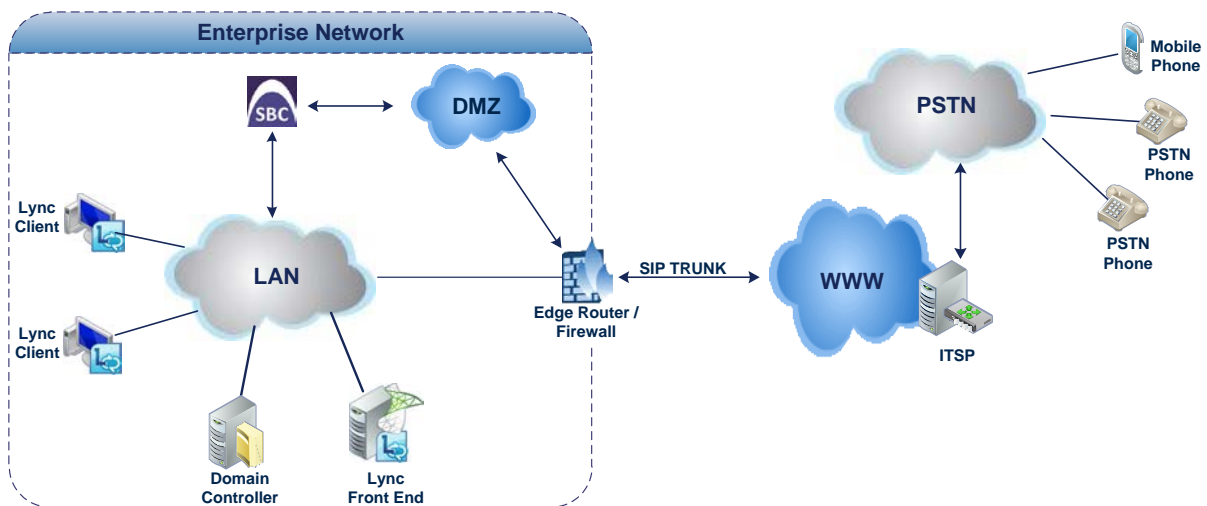 Enterprise Network
SBC
DMZ
Lync
Client
LAN
Lync
Client
Domain
Controller
Lync
Front End
Edge Router /
Firewall
SIP TRUNK
WWW
ITSP
PSTN
Mobile
Phone
PSTN
Phone
PSTN
Phone